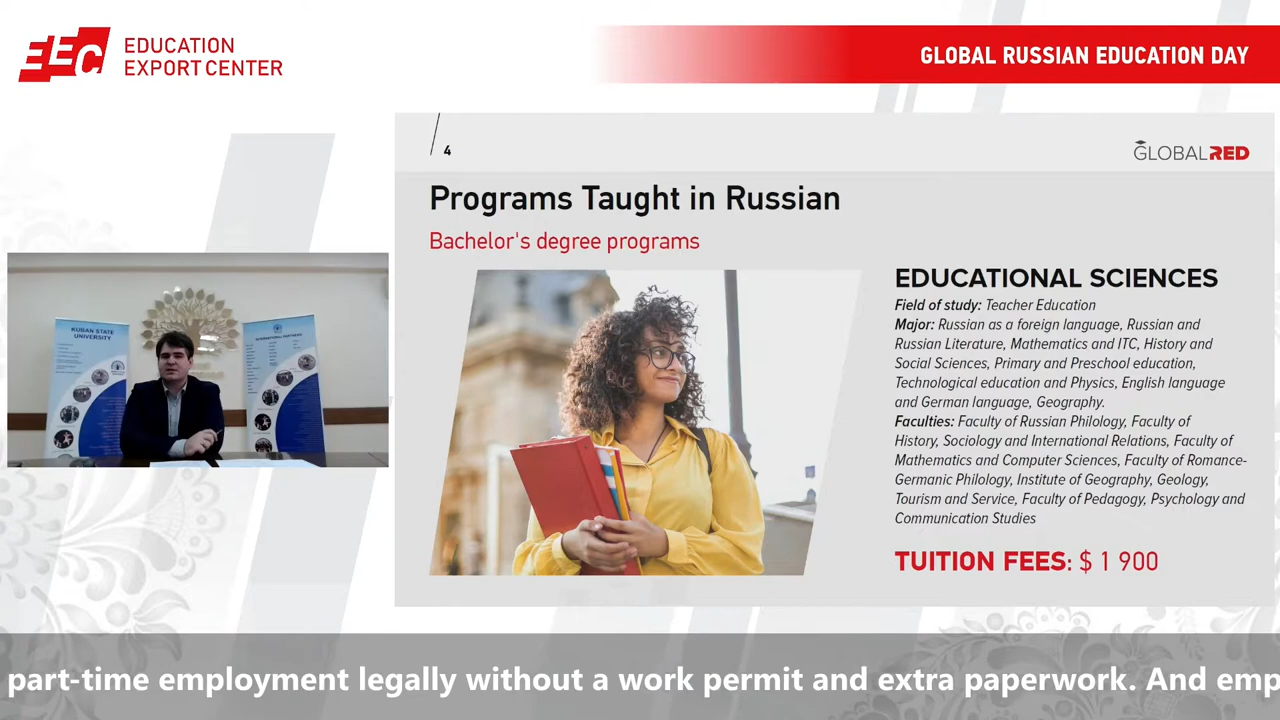 EEC
EDUCATION
EXPORT CENTER
GLOBAL RUSSIAN EDUCATION DAY
4
GLOBALRED
Programs Taught in Russian
Bachelor's degree programs
KUBAN STATE
UNIVERSITY
INTERNATIONAL PARTNERS
EDUCATIONAL SCIENCES
Field of study: Teacher Education
Major: Russian as a foreign language, Russian and
Russian Literature, Mathematics and ITC, History and
Social Sciences, Primary and Preschool education,
Technological education and Physics, English language
and German language, Geography.
Faculties: Faculty of Russian Philology, Faculty of
History, Sociology and International Relations, Faculty of
Mathematics and Computer Sciences, Faculty of Romance-
Germanic Philology, Institute of Geography, Geology,
Tourism and Service, Faculty of Pedagogy, Psychology and
Communication Studies
TUITION FEES: $ 1 900
part-time employment legally without a work permit and extra paperwork. And emp